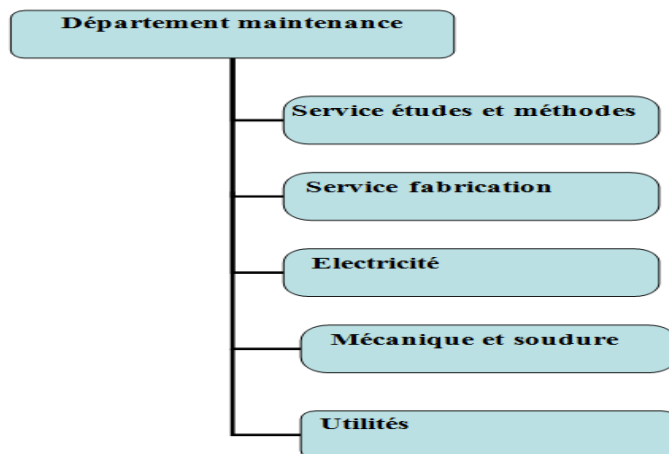 Département maintenance
Service études et méthodes
Service fabrication
Electricité
Mécanique et soudure
Utilités